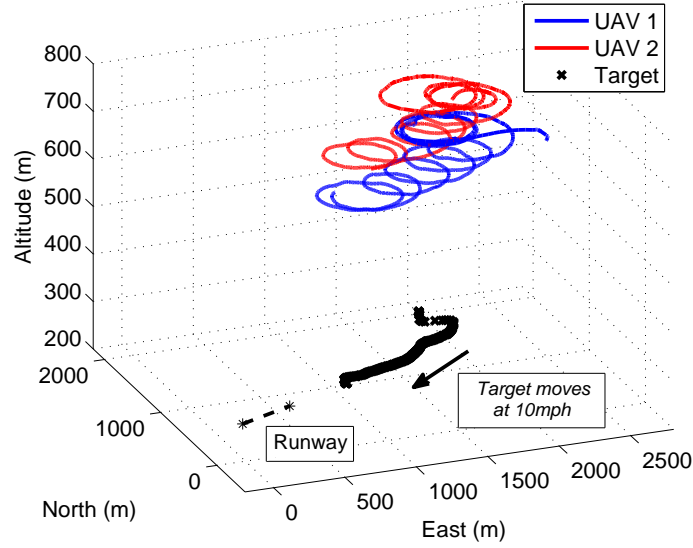 UAV 1
UAV 2
Target
800
700
600
500
400
300
200
Altitude (m)
2000
1000
0
North (m)
0
500
1000
1500
2000
2500
East (m)
Runway
Target moves
at 10mph